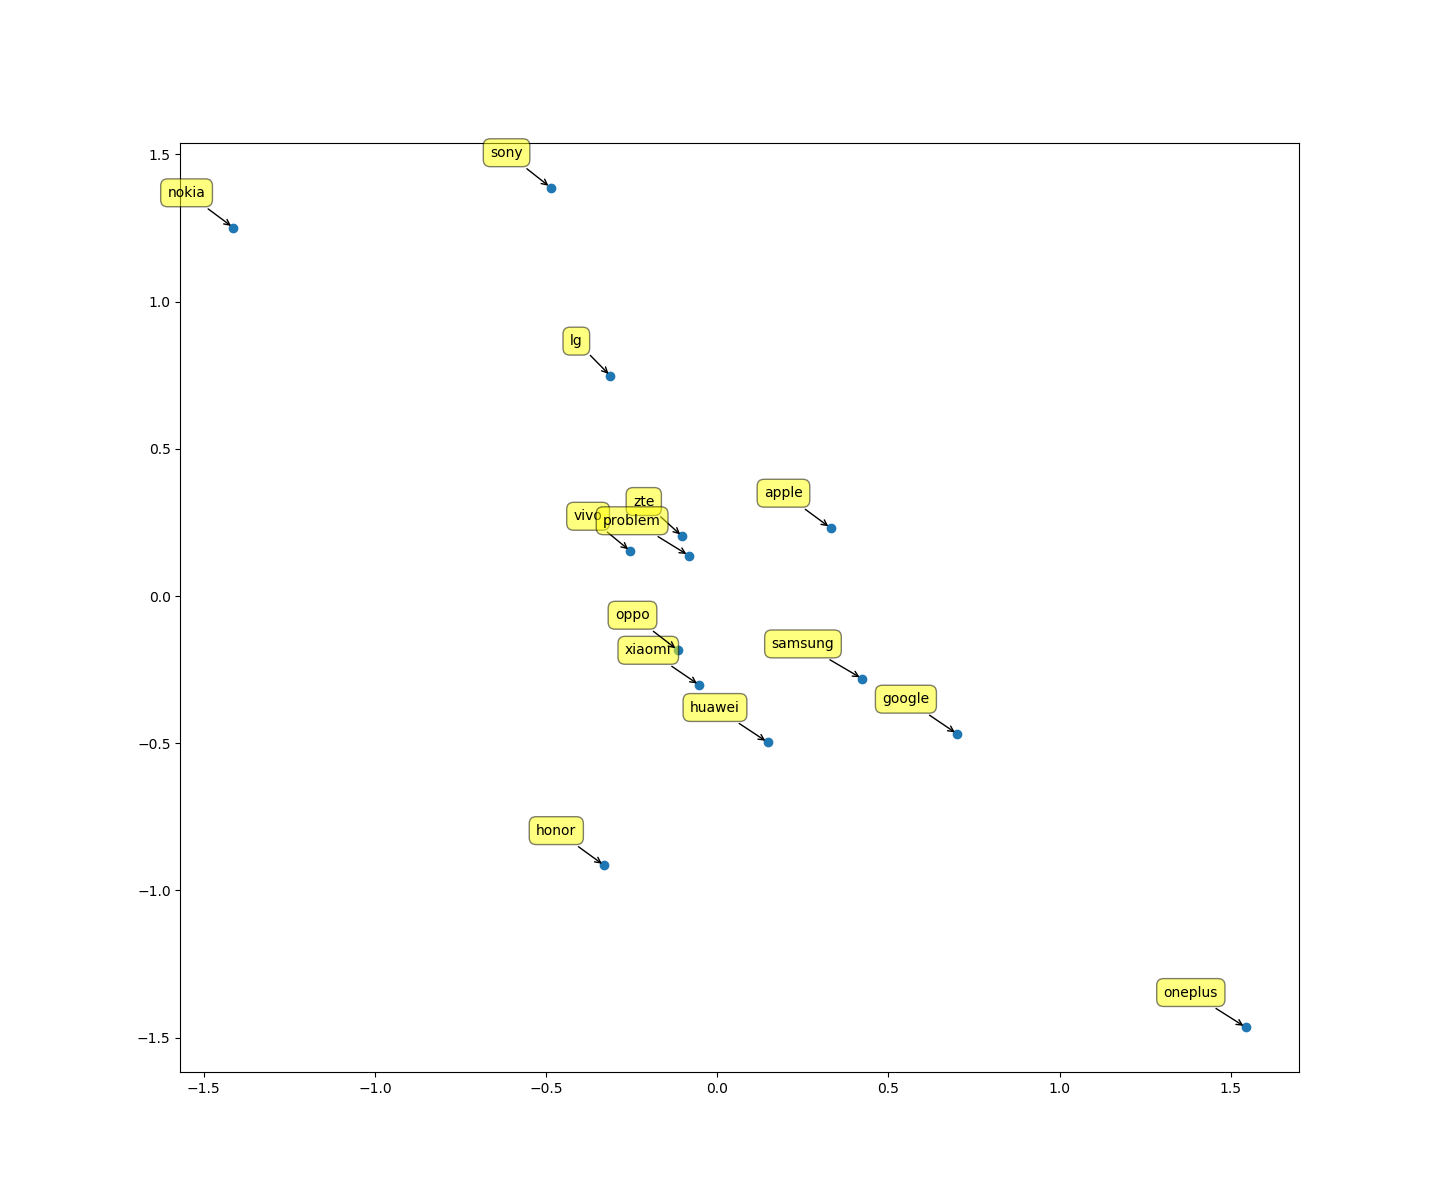 sony
1.5
nokia
1.0
lg
0.5
apple
zte
vivo
problem
0.0
oppo
samsung
xiaomi
google
huawei
−0.5
honor
−1.0
oneplus
−1.5
−1.5 −1.0 −0.5 0.0 0.5 1.0 1.5